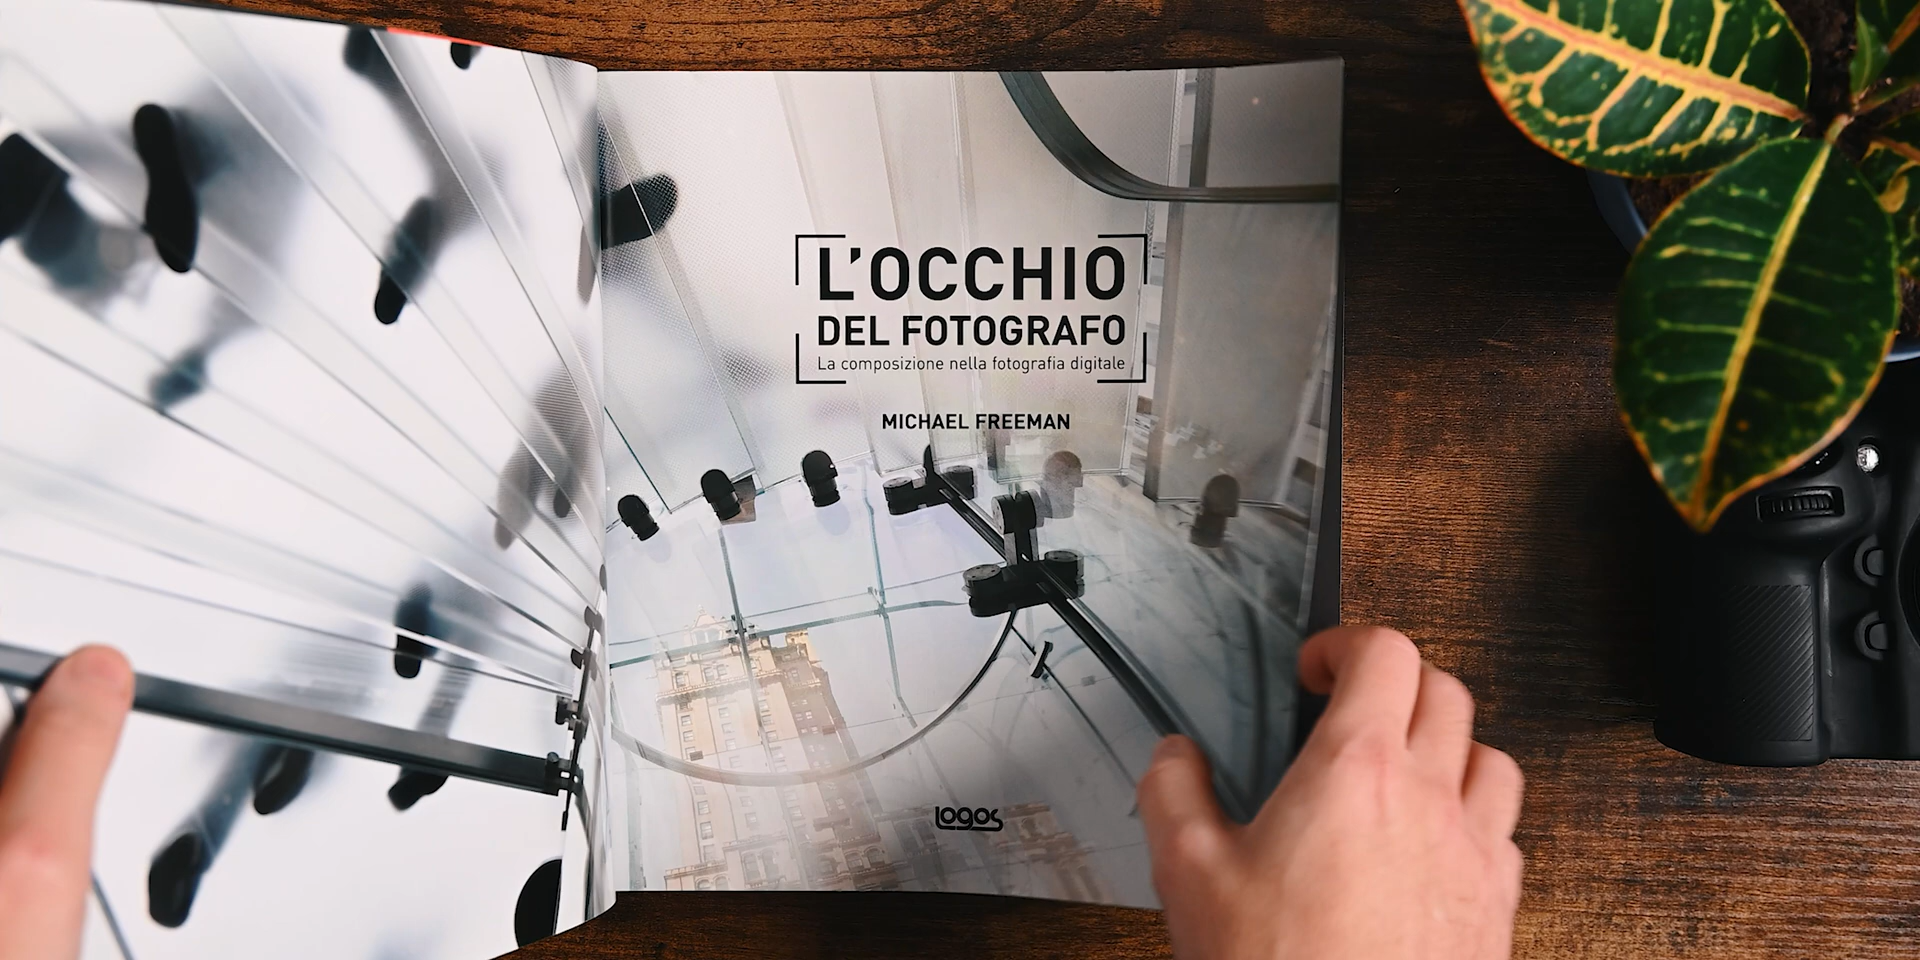 L'OCCHIO
DEL FOTOGRAFO
La composizione nella fotografia digitale
MICHAEL FREEMAN
Logos